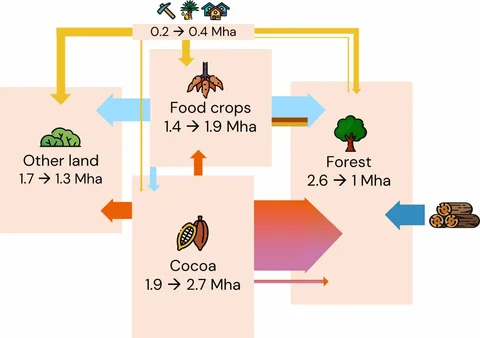 0.2 → 0.4 Mha
Food crops
1.4 → 1.9 Mha
Other land
1.7 → 1.3 Mha
Forest
2.6 → 1 Mha
Cocoa
1.9 → 2.7 Mha